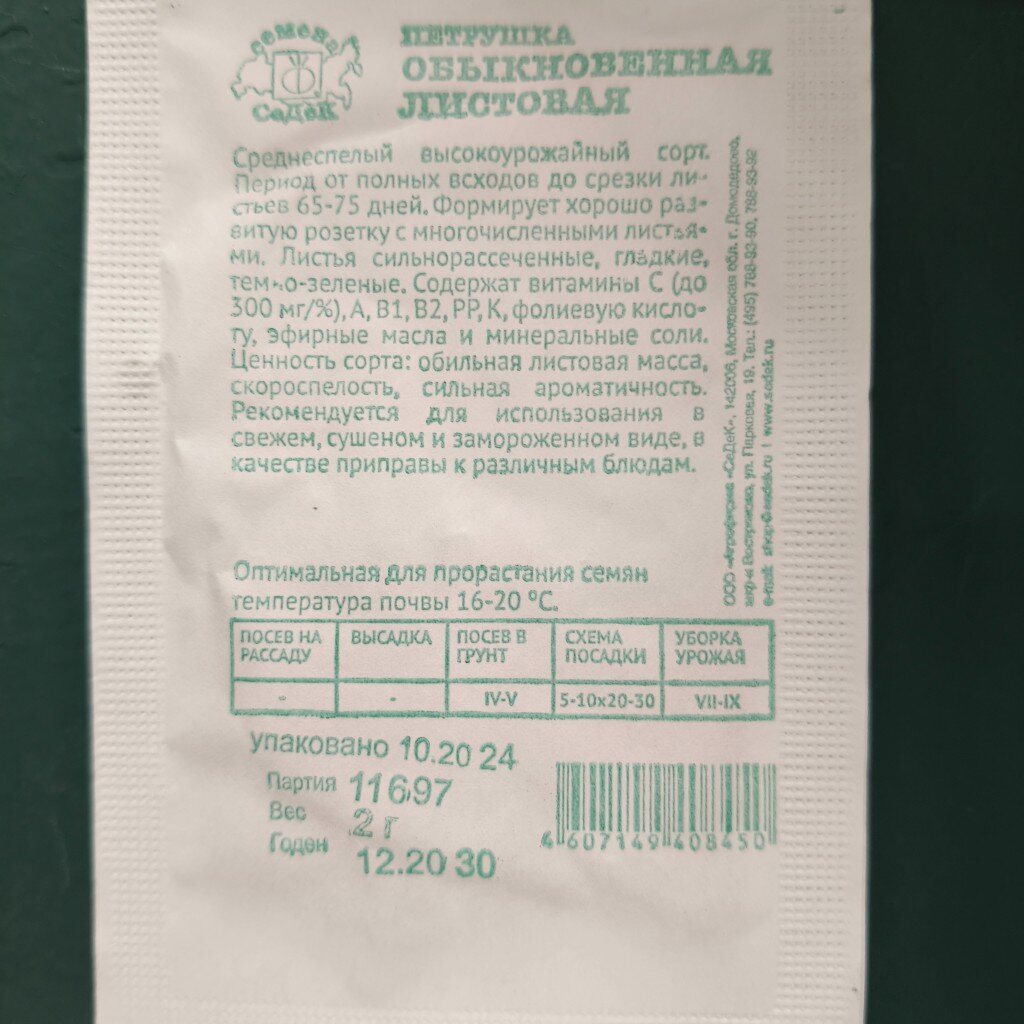 семена
СеДеК
ПЕТРУШКА
ОБЫКНОВЕННАЯ
ЛИСТОВАЯ
Среднеспелый высокоурожайный сорт.
Период от полных всходов до срезки ли-
стьев 65-75 дней. Формирует хорошо раз-
витую розетку с многочисленными листья-
ми. Листья сильнорассеченные, гладкие,
темно-зеленые. Содержат витамины С (до
300 мг/%), А, В1, В2, РР, К, фолиевую кисло-
ту, эфирные масла и минеральные соли.
Ценность сорта: обильная листовая масса,
скороспелость, сильная ароматичность.
Рекомендуется для использования в
свежем, сушеном и замороженном виде, в
качестве приправы к различным блюдам.
Оптимальная для прорастания семян
температура почвы 16-20 °С.
ПОСЕВ НА РАССАДУ
ВЫСАДКА
ПОСЕВ В ГРУНТ
СХЕМА ПОСАДКИ
УБОРКА УРОЖАЯ
- - IV-V 5-10х20-30 VII-IX
упаковано 10.20 24
Партия 11697
Вес 2 г
Годен 12.20 30
4 607149 408450
ООО «Агрофирма «СеДеК», 142006, Московская обл. г. Домодедово,
мкр-н Востряково, ул. Парковая, 19. Тел.: (495) 788-93-90, 788-93-92
e-mail: shop@sedek.ru | www.sedek.ru